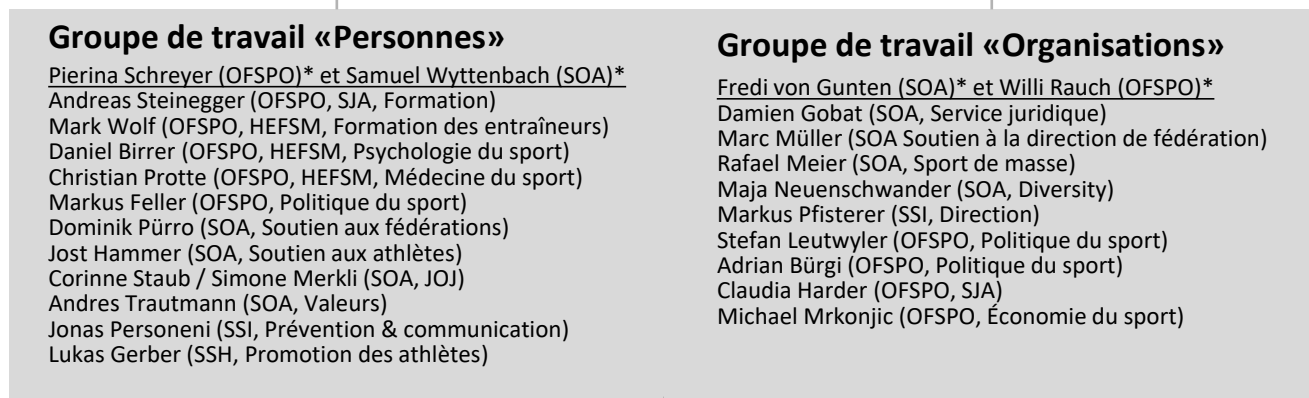 Groupe de travail «Personnes»
Pierina Schreyer (OFSPO)* et Samuel Wyttenbach (SOA)*
Andreas Steinegger (OFSPO, SJA, Formation)
Mark Wolf (OFSPO, HEFSM, Formation des entraîneurs)
Daniel Birrer (OFSPO, HEFSM, Psychologie du sport)
Christian Protte (OFSPO, HEFSM, Médecine du sport)
Markus Feller (OFSPO, Politique du sport)
Dominik Pürro (SOA, Soutien aux fédérations)
Jost Hammer (SOA, Soutien aux athlètes)
Corinne Staub / Simone Merkli (SOA, JOJ)
Andres Trautmann (SOA, Valeurs)
Jonas Personeni (SSI, Prévention & communication)
Lukas Gerber (SSH, Promotion des athlètes)
Groupe de travail «Organisations»
Fredi von Gunten (SOA)* et Willi Rauch (OFSPO)*
Damien Gobat (SOA, Service juridique)
Marc Müller (SOA Soutien à la direction de fédération)
Rafael Meier (SOA, Sport de masse)
Maja Neuenschwander (SOA, Diversity)
Markus Pfisterer (SSI, Direction)
Stefan Leutwyler (OFSPO, Politique du sport)
Adrian Bürgi (OFSPO, Politique du sport)
Claudia Harder (OFSPO, SJA)
Michael Mrkonjic (OFSPO, Économie du sport)